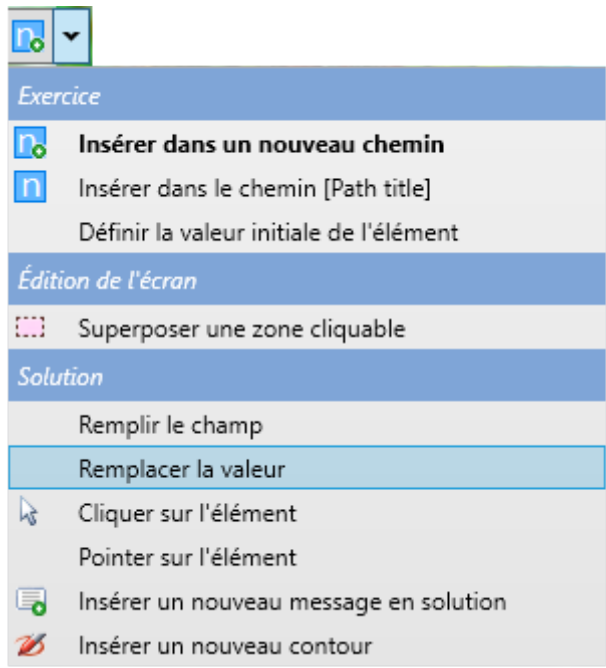 Exercice
Insérer dans un nouveau chemin
Insérer dans le chemin [Path title]
Définir la valeur initiale de l'élément
Édition de l'écran
Superposer une zone cliquable
Solution
Remplir le champ
Remplacer la valeur
Cliquer sur l'élément
Pointer sur l'élément
Insérer un nouveau message en solution
Insérer un nouveau contour